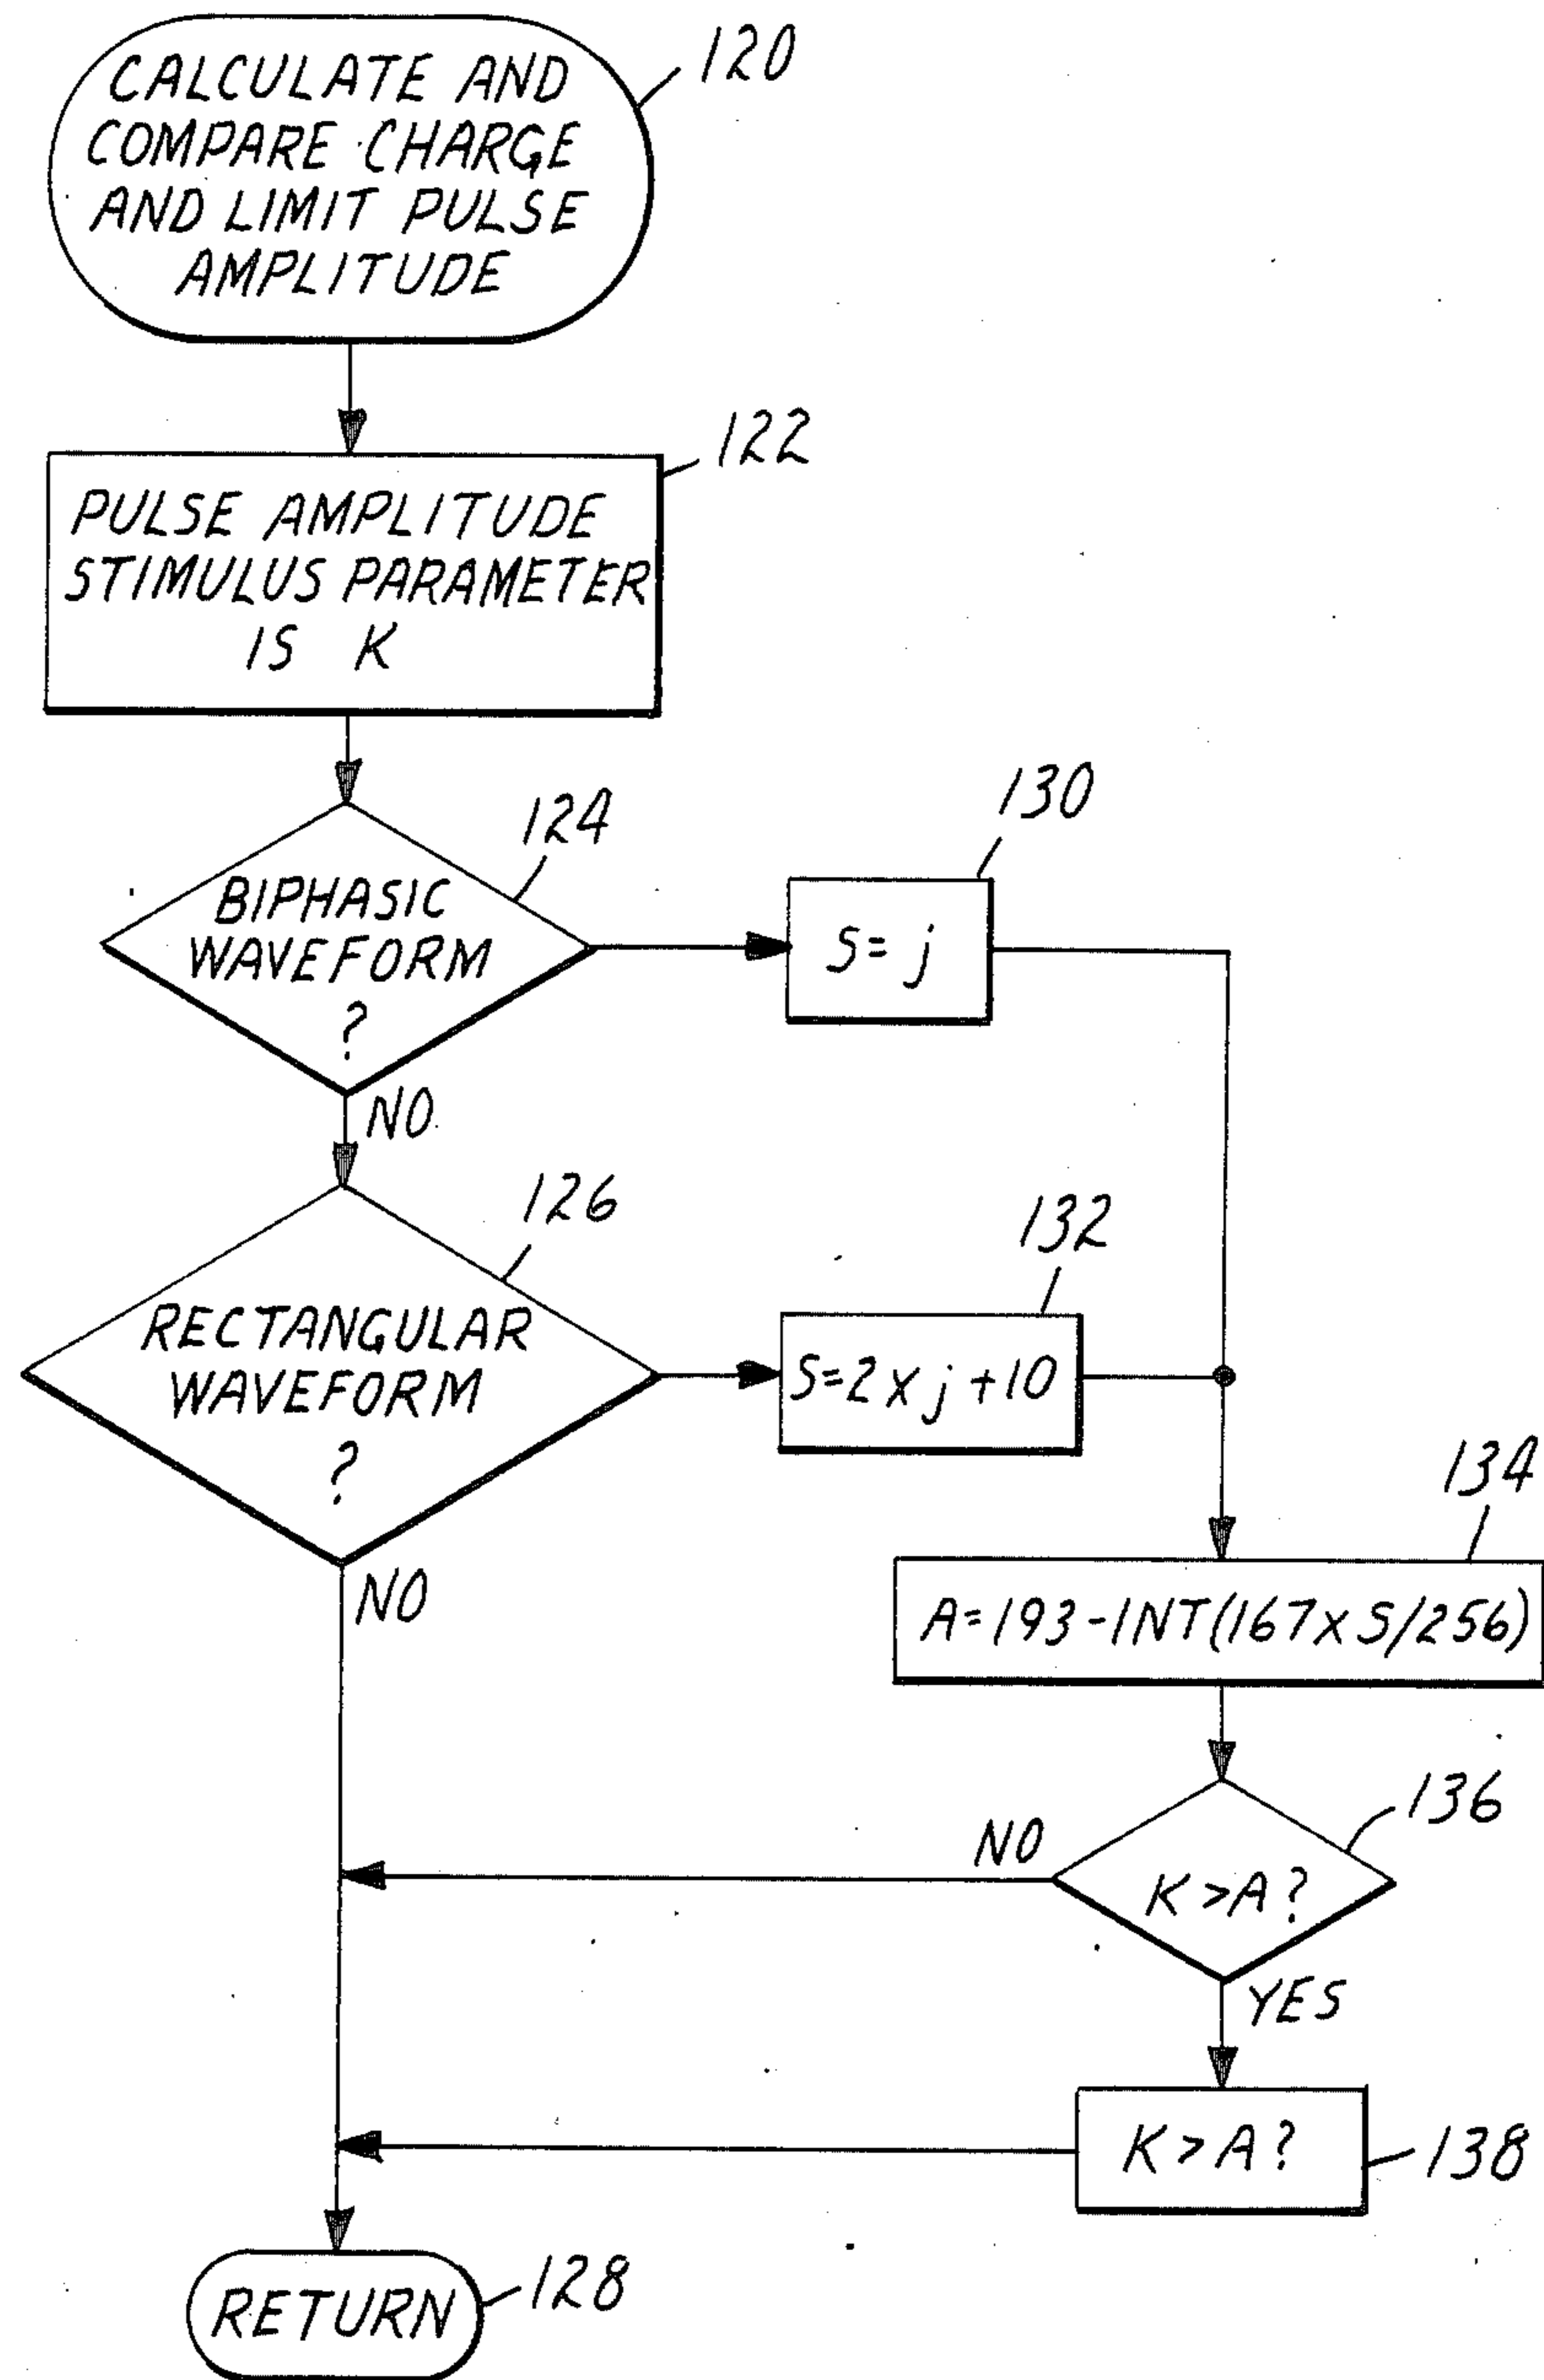 CALCULATE AND
COMPARE CHARGE
AND LIMIT PULSE
AMPLITUDE
120
PULSE AMPLITUDE
STIMULUS PARAMETER
IS K
122
BIPHASIC
WAVEFORM
?
124
NO
S=j
130
RECTANGULAR
WAVEFORM
?
126
NO
S=2xj+10
132
A=193-INT(167xS/256)
134
K>A?
136
NO
YES
K>A?
138
RETURN
128